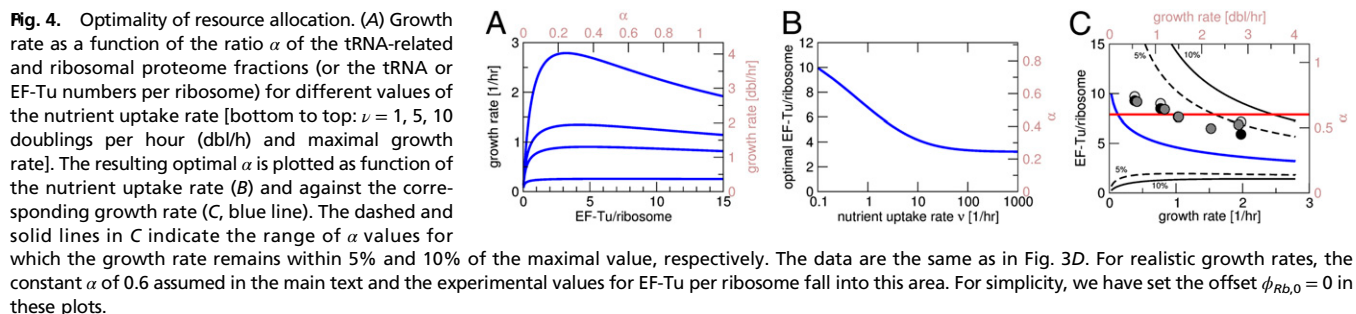 Fig. 4. Optimality of resource allocation. (A) Growth
rate as a function of the ratio α of the tRNA-related
and ribosomal proteome fractions (or the tRNA or
EF-Tu numbers per ribosome) for different values of
the nutrient uptake rate [bottom to top: ν = 1, 5, 10
doublings per hour (dbl/h) and maximal growth
rate]. The resulting optimal α is plotted as function of
the nutrient uptake rate (B) and against the corre-
sponding growth rate (C, blue line). The dashed and
solid lines in C indicate the range of α values for
which the growth rate remains within 5% and 10% of the maximal value, respectively. The data are the same as in Fig. 3D. For realistic growth rates, the
constant α of 0.6 assumed in the main text and the experimental values for EF-Tu per ribosome fall into this area. For simplicity, we have set the offset ϕRb,0 = 0 in
these plots.
A
α
0 0.2 0.4 0.6 0.8 1
growth rate [1/hr]
3
2
1
0
growth rate [dbl/hr]
4
3
2
1
0
0 5 10 15
EF-Tu/ribosome
B
optimal EF-Tu/ribosome
12
10
8
6
4
2
0
α
0.8
0.6
0.4
0.2
0
0.1 1 10 100 1000
nutrient uptake rate ν [1/hr]
C
growth rate [dbl/hr]
0 1 2 3 4
EF-Tu/ribosome
15
10
5
0
5%
10%
5%
10%
α
1
0.5
0
0 1 2 3
growth rate [1/hr]